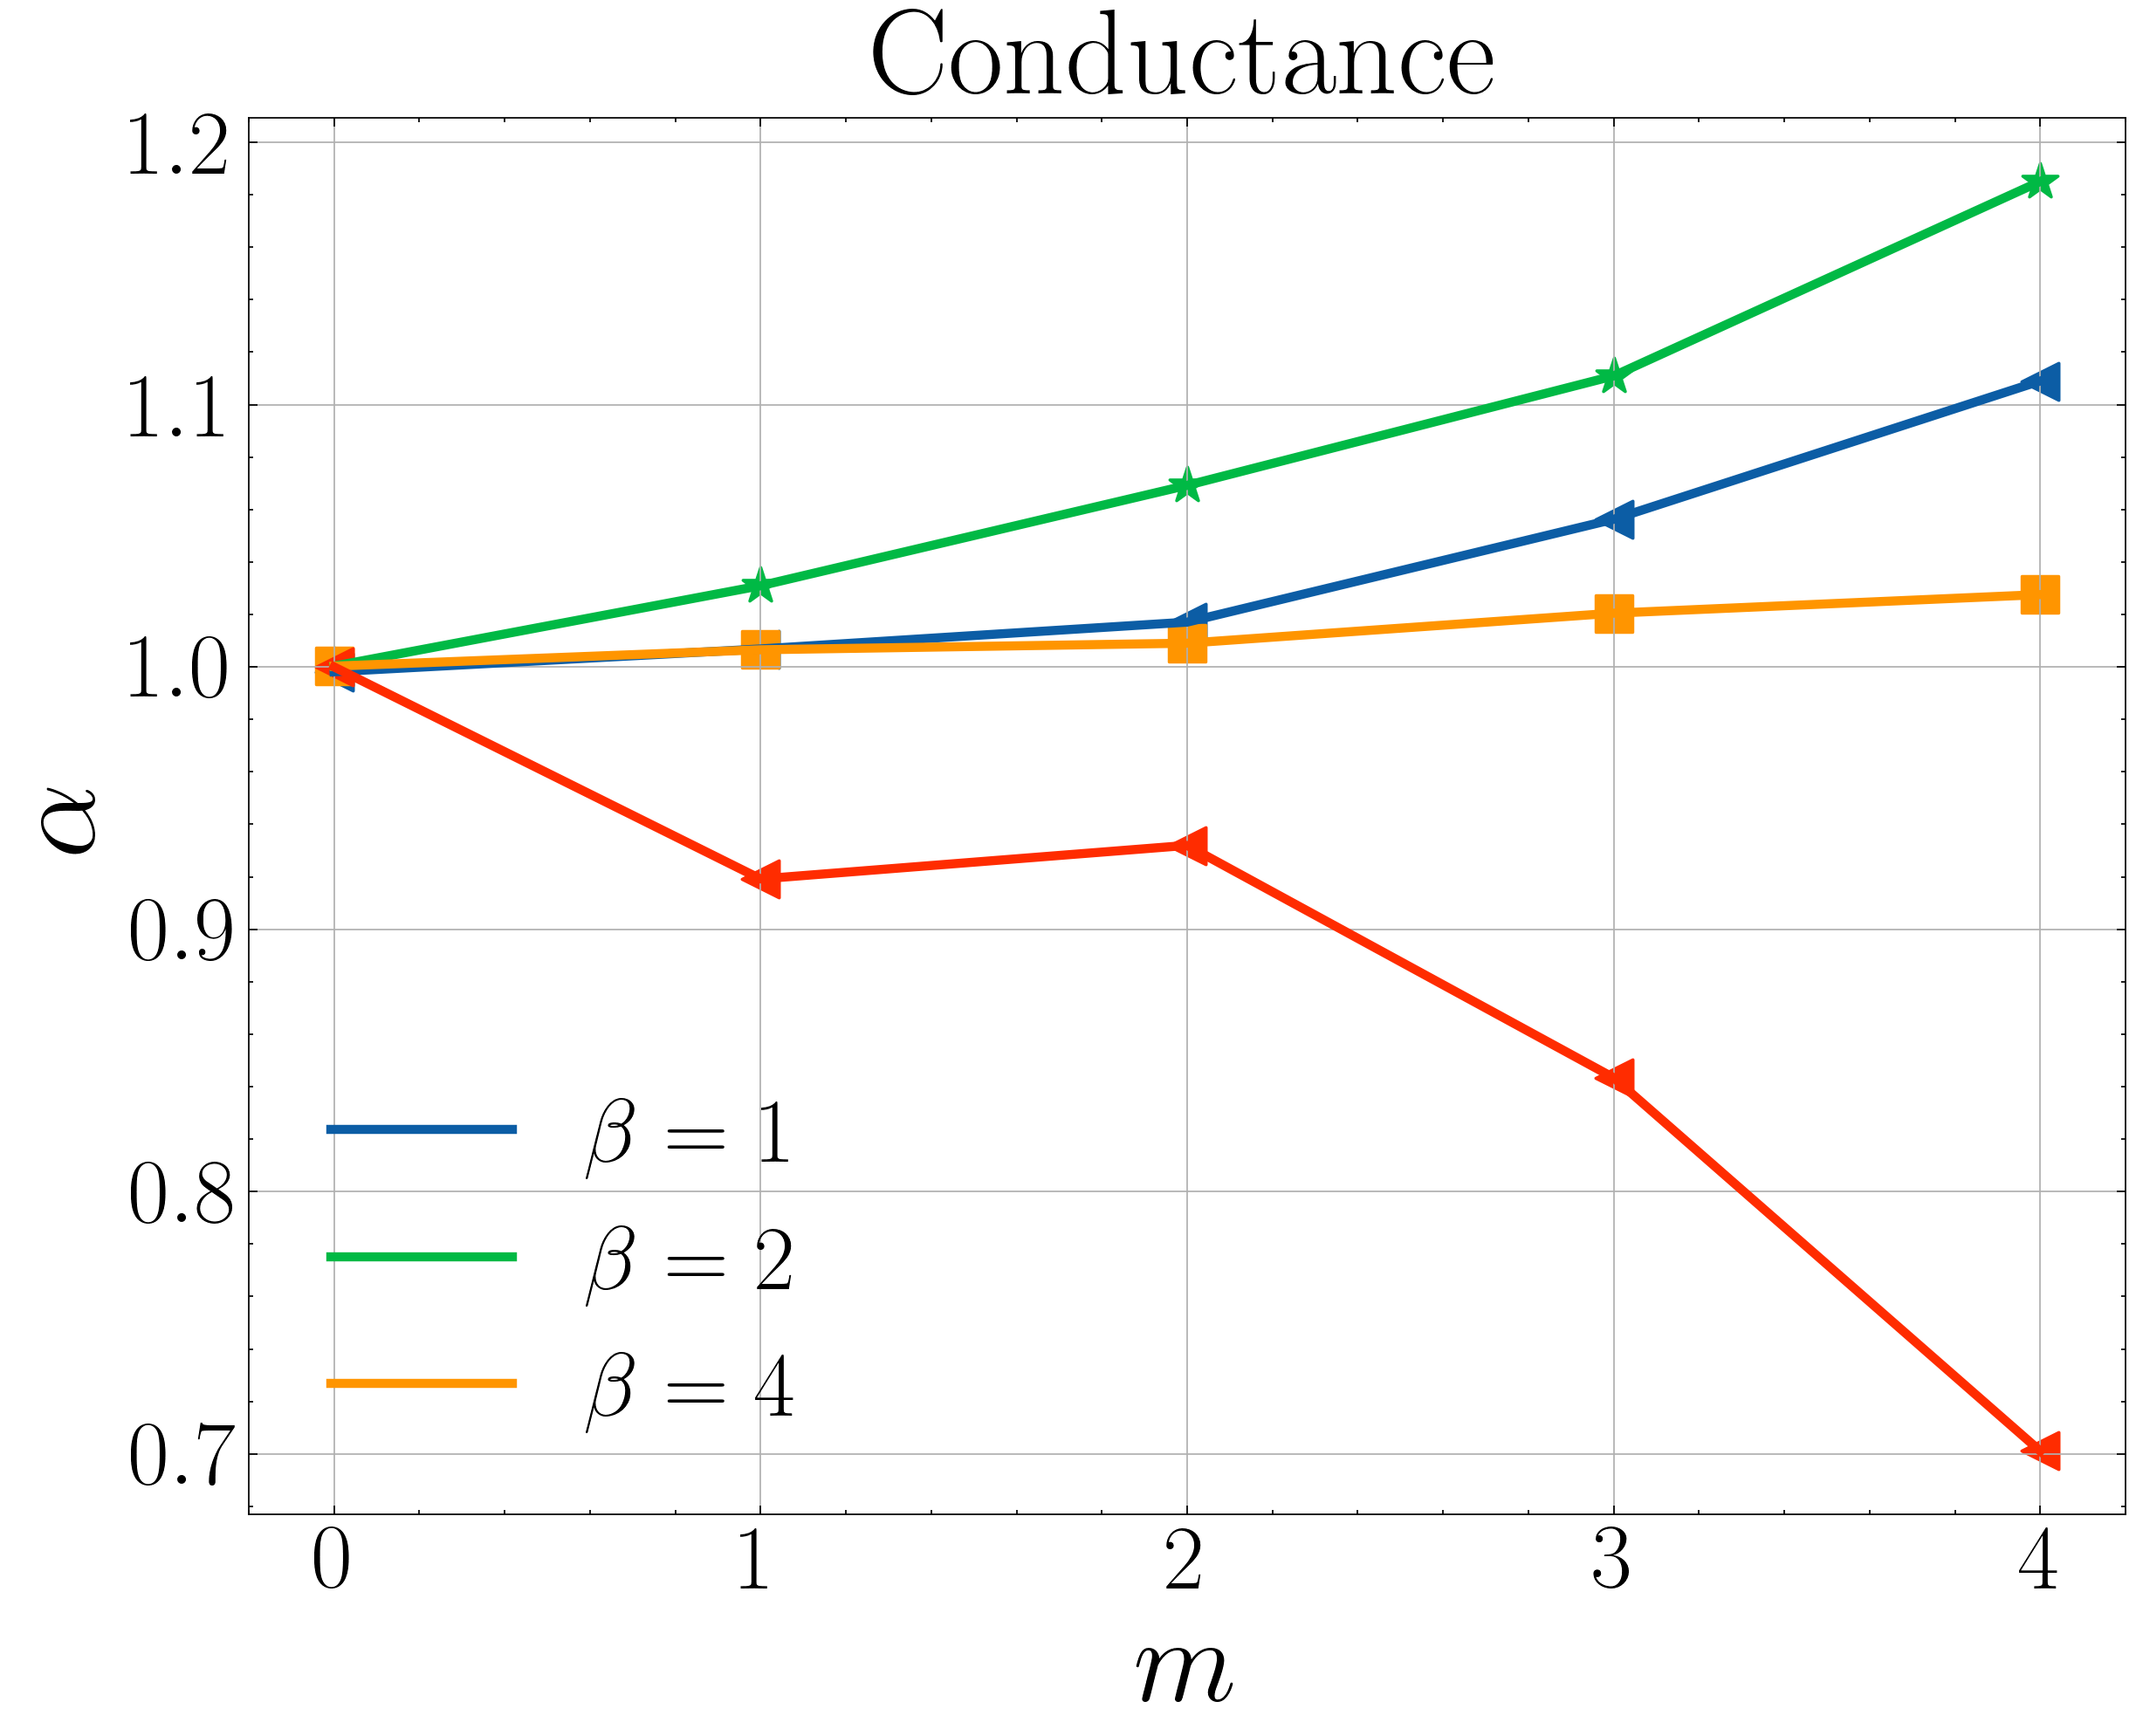 Conductance
1.2
1.1
1.0
0.9
0.8
0.7
a
β = 1
β = 2
β = 4
0 1 2 3 4
m